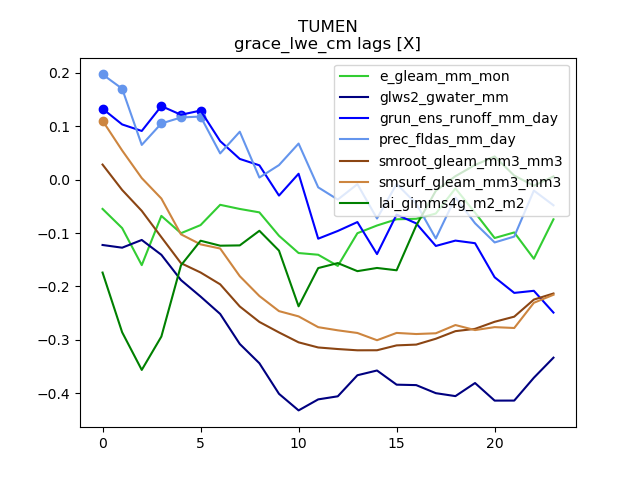 TUMEN
grace_lwe_cm lags [X]
0.2
0.1
0.0
−0.1
−0.2
−0.3
−0.4
0
5
10
15
20
e_gleam_mm_mon
glws2_gwater_mm
grun_ens_runoff_mm_day
prec_fldas_mm_day
smroot_gleam_mm3_mm3
smsurf_gleam_mm3_mm3
lai_gimms4g_m2_m2